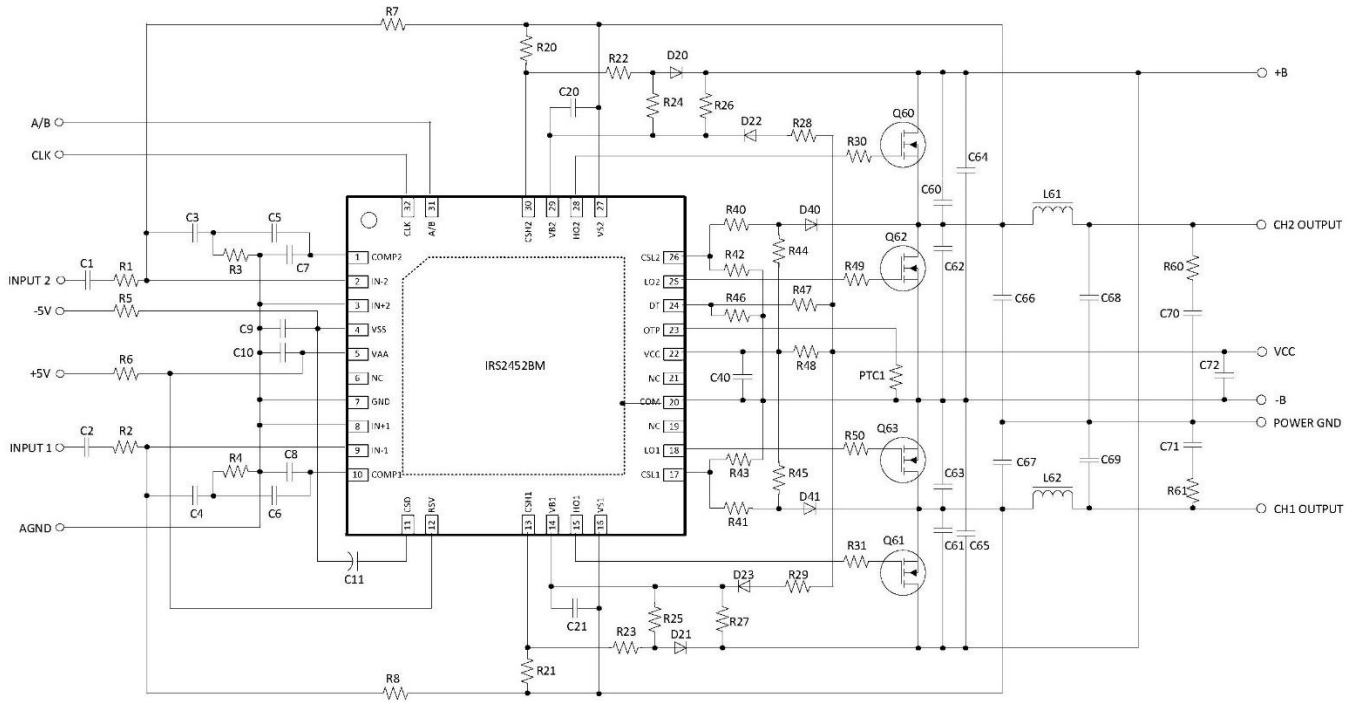 R7
R20
R22
D20
+B
C20
R24
R26
A/B
D22
R28
Q60
CLK
R30
C64
C60
L61
32
31
30
29
28
27
CLK
A/B
CSH2
VB2
HO2
VS2
C3
C5
R40
D40
CH2 OUTPUT
R3
C7
1
COMP2
CSL2
26
R42
R44
Q62
C62
R60
INPUT 2
C1
R1
2
IN-2
LO2
25
R49
-5V
R5
3
IN+2
DT
24
R46
R47
C66
C68
C70
C9
4
VSS
OTP
23
C10
5
VAA
IRS2452BM
VCC
22
R48
VCC
+5V
R6
6
NC
NC
21
C40
PTC1
C72
7
GND
COM
20
-B
8
IN+1
NC
19
POWER GND
INPUT 1
C2
R2
9
IN-1
LO1
18
R50
Q63
C71
R4
C8
10
COMP1
CSL1
17
R43
R45
C63
C67
C69
L62
R61
C4
C6
R41
D41
CH1 OUTPUT
CSD
RSV
CSH1
VB1
HO1
VS1
11
12
13
14
15
16
AGND
C11
R31
Q61
C61
C65
D23
R29
C21
R25
R27
R23
D21
R21
R8